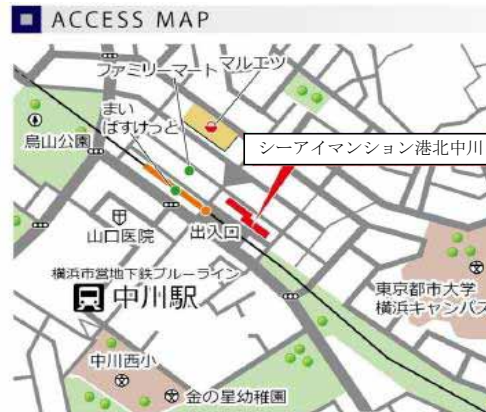 ACCESS MAP
ファミリーマート
マルエツ
まい
ばすけっと
烏山公園
シーアイマンション港北中川
山口医院
出入口
横浜市営地下鉄ブルーライン
中川駅
東京都市大学
横浜キャンパス
中川西小
金の星幼稚園